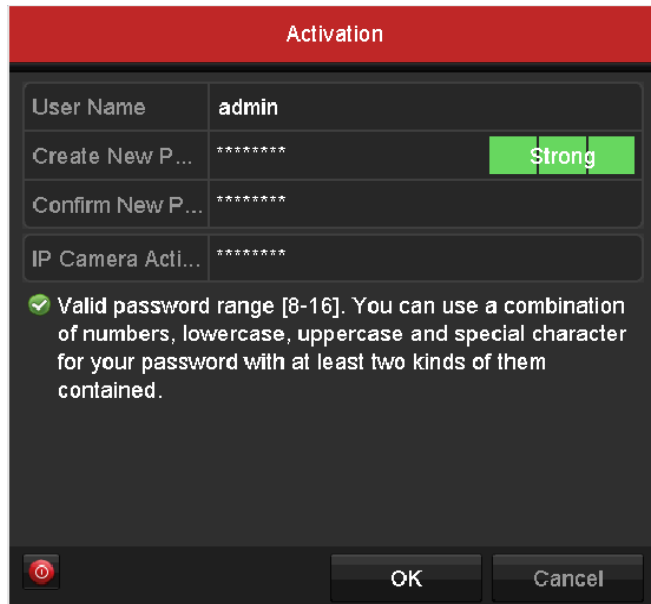 Activation
User Name admin
Create New P... ******** Strong
Confirm New P... ********
IP Camera Acti... ********
Valid password range [8-16]. You can use a combination
of numbers, lowercase, uppercase and special character
for your password with at least two kinds of them
contained.
OK Cancel